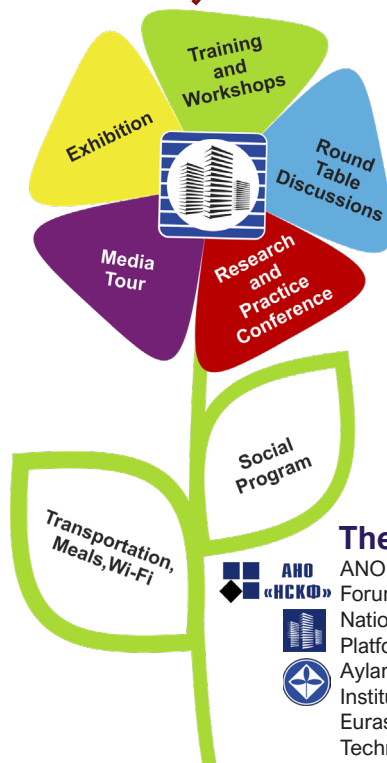 Training
and
Workshops
Exhibition
Round
Table
Discussions
Media
Tour
Research
and
Practice
Conference
Social
Program
Transportation,
Meals,Wi-Fi
The
АНО
«НСКФ»
ANO
Forum
Natio
Platfo
Aylar
Institu
Euras
Techn